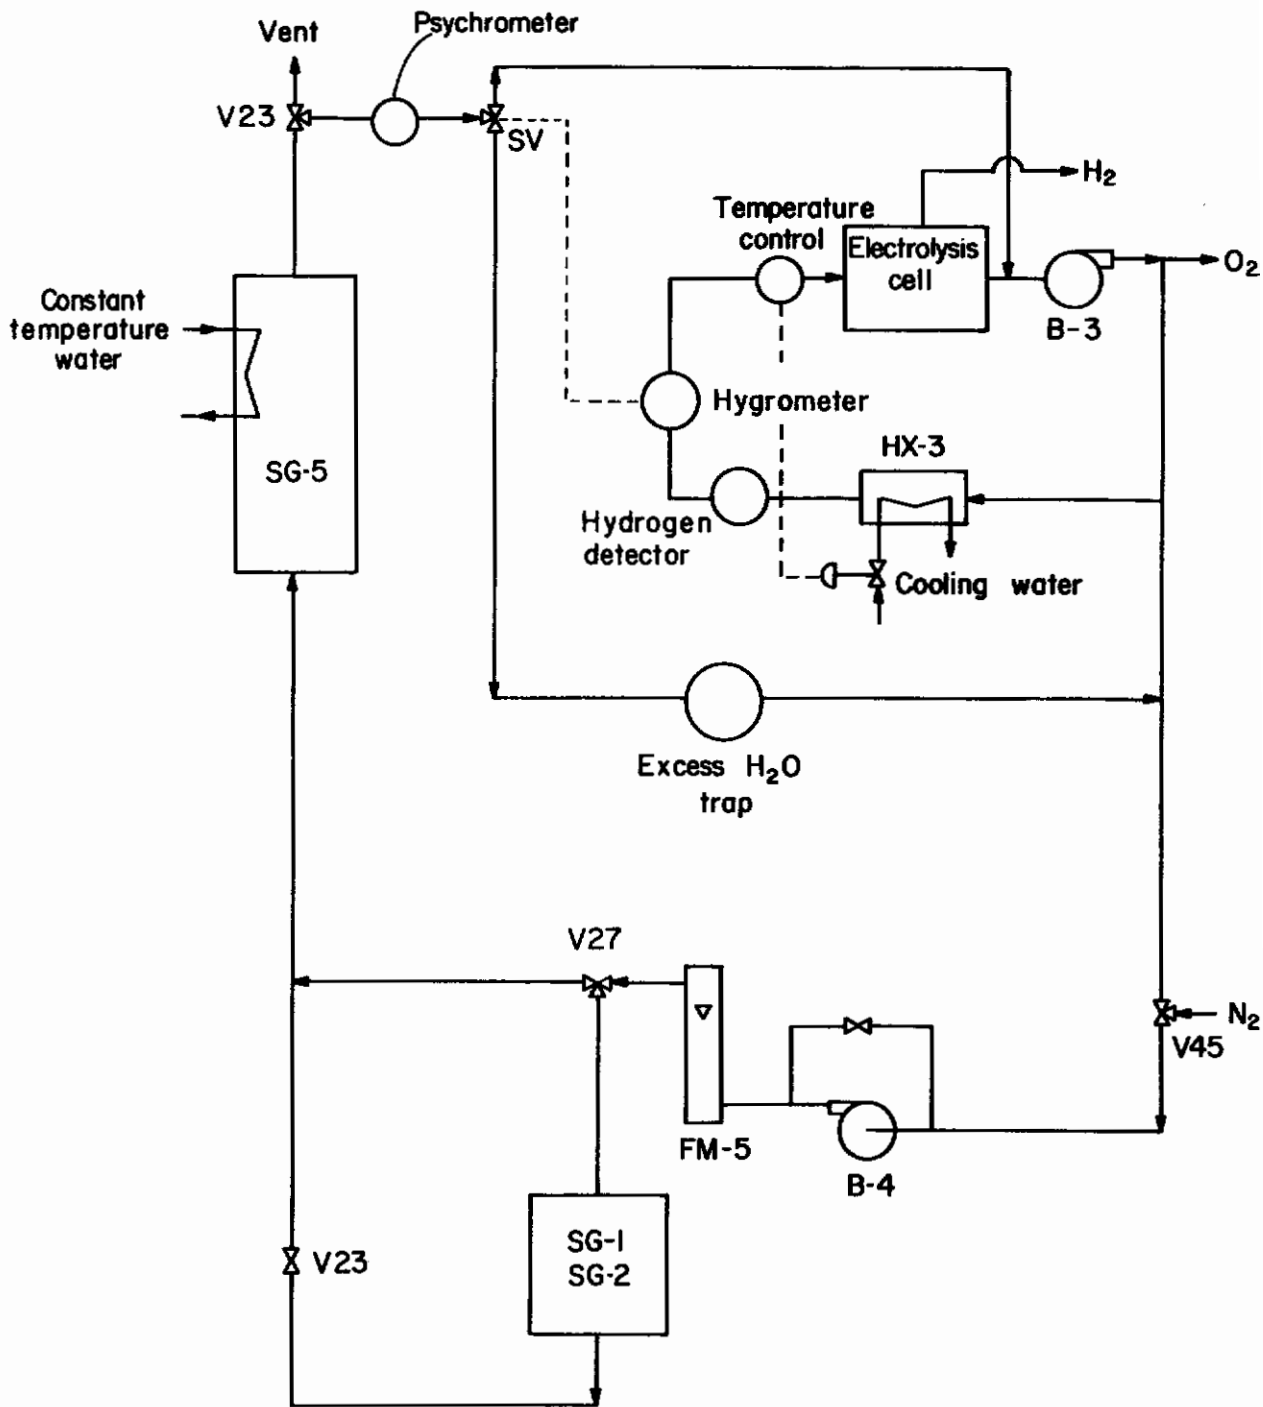 Psychrometer
Vent
V23
SV
H₂
Temperature
control
Electrolysis
cell
O₂
B-3
Constant
temperature
water
Hygrometer
HX-3
SG-5
Hydrogen
detector
Cooling water
Excess H₂O
trap
V27
N₂
V45
FM-5
B-4
SG-1
SG-2
V23